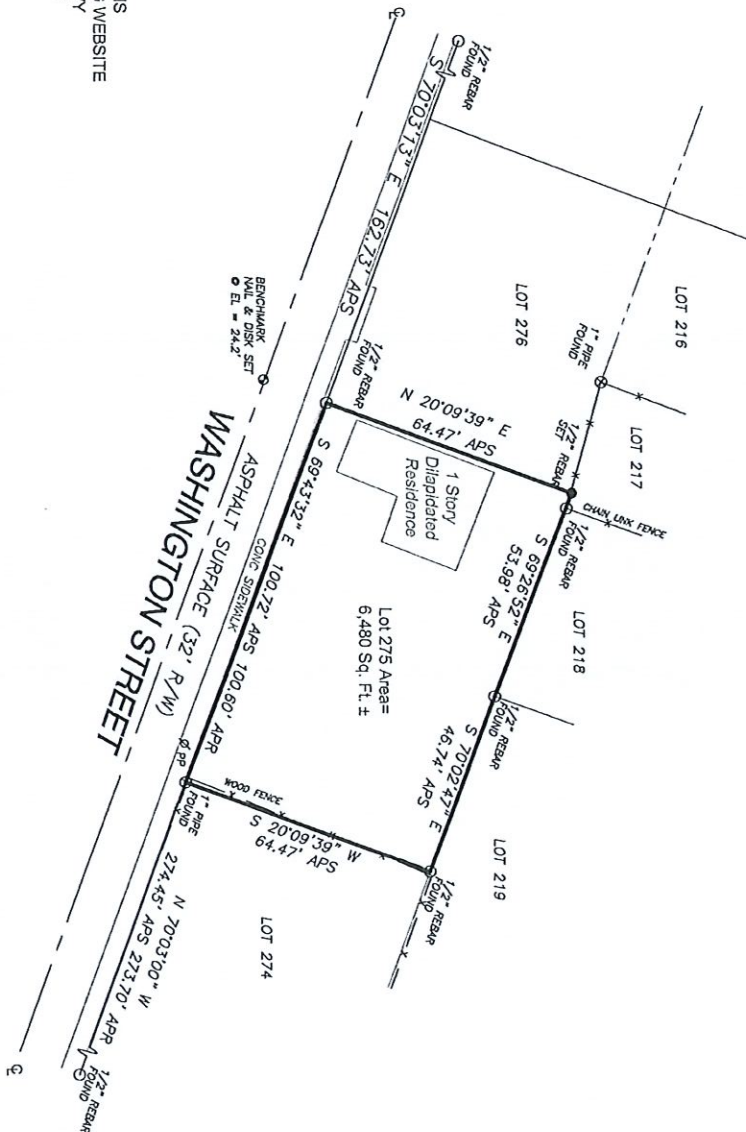 IS
WEBSITE
Y
℄
1/2" REBAR
FOUND
S 70°03'13" E 162.73' APS
LOT 276
LOT 216
1" PIPE
FOUND
LOT 217
1/2" REBAR
SET
CHAIN LINK FENCE
1/2" REBAR
FOUND
1/2" REBAR
FOUND
N 20°09'39" E
64.47' APS
1 Story
Dilapidated
Residence
S 69°26'52" E
53.98' APS
LOT 218
BENCHMARK
NAIL & DISK SET
EL = 24.2'
Lot 275 Area=
6,480 Sq. Ft. ±
1/2" REBAR
FOUND
S 70°02'47" E
46.74' APS
LOT 219
1/2" REBAR
FOUND
S 69°43'32" E 100.72' APS 100.60' APR
CONC SIDEWALK
ASPHALT SURFACE (32' R/W)
WASHINGTON STREET
PP
WOOD FENCE
S 20°09'39" W
64.47' APS
1" PIPE
FOUND
LOT 274
N 70°03'00" W
274.45' APS 273.70' APR
1/2" REBAR
FOUND
℄